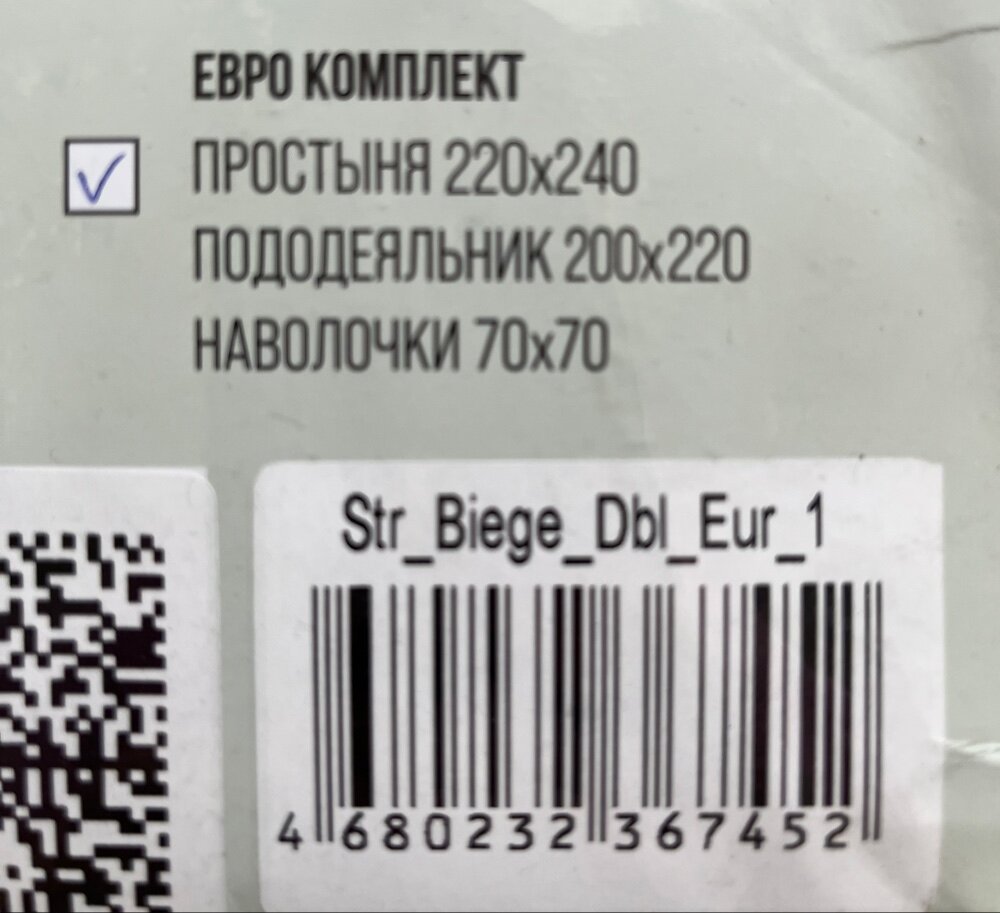 ЕВРО КОМПЛЕКТ
ПРОСТЫНЯ 220x240
ПОДОДЕЯЛЬНИК 200x220
НАВОЛОЧКИ 70x70
Str_Biege_Dbl_Eur_1
4 680232 367452